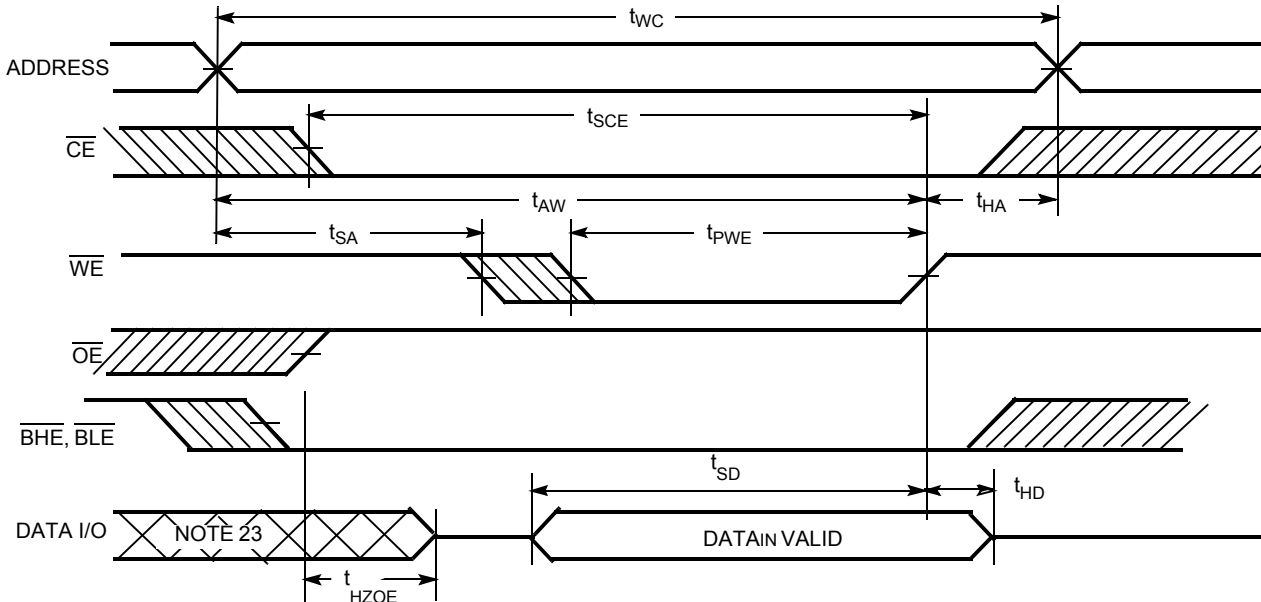 tWC
ADDRESS
tSCE
CE
tAW
tHA
tSA
tPWE
WE
OE
BHE, BLE
tSD
tHD
DATA I/O
NOTE 23
DATAIN VALID
tHZOE